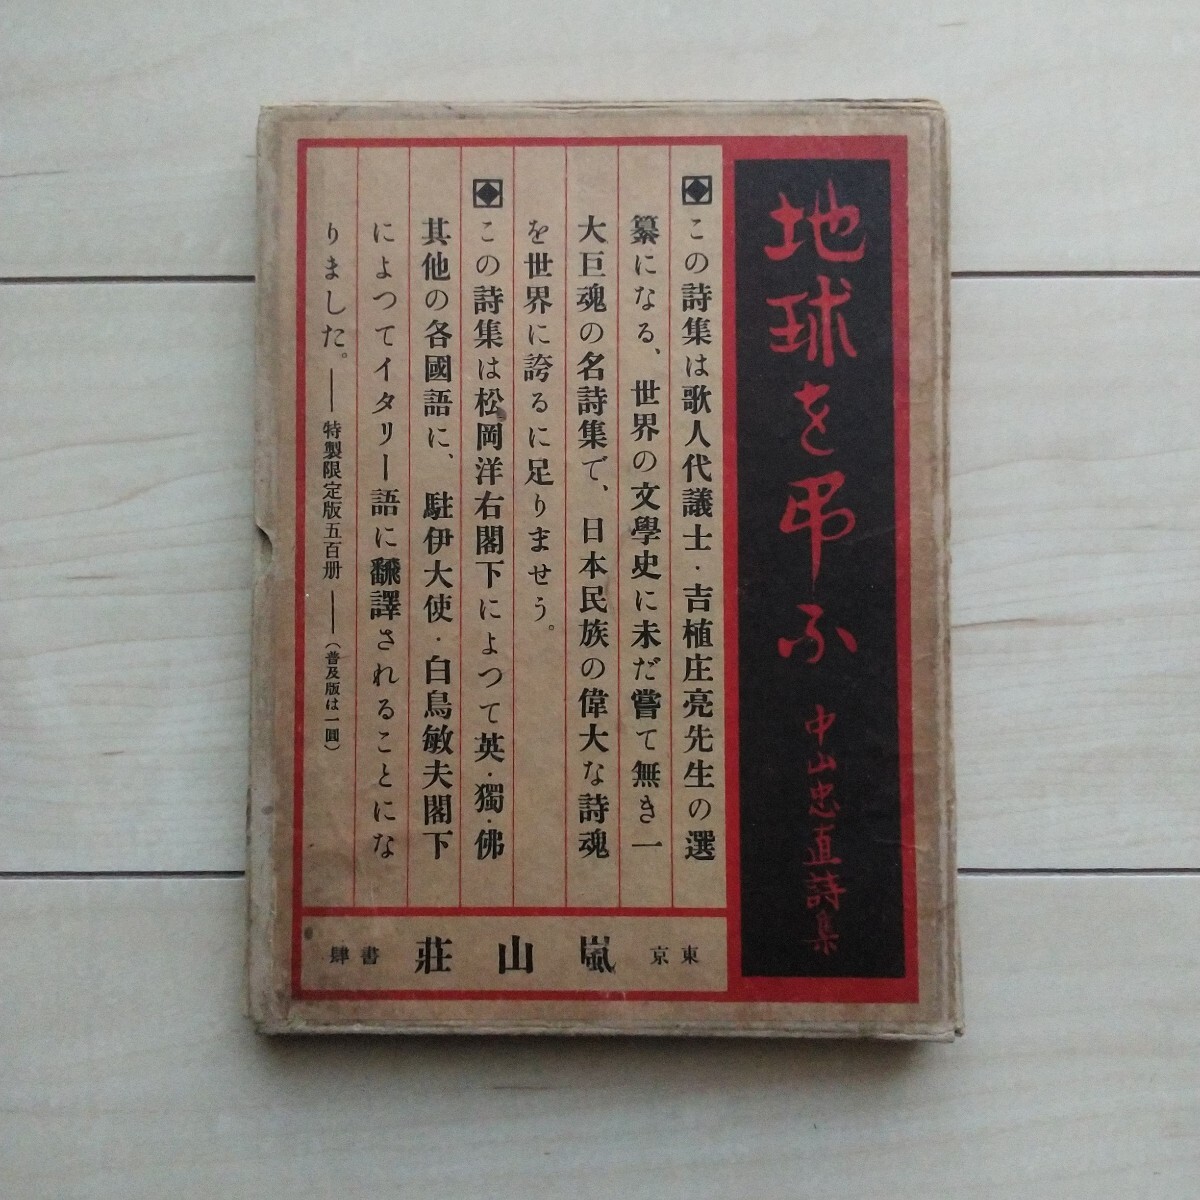 地球を弔ふ 中山忠直詩集
◈この詩集は歌人代議士・吉植庄亮先生の選
纂になる、世界の文學史に未だ嘗て無き一
大巨魂の名詩集で、日本民族の偉大な詩魂
を世界に誇るに足りませう。
◈この詩集は松岡洋右閣下によつて英・獨・佛
其他の各國語に、駐伊大使・白鳥敏夫閣下
によつてイタリー語に飜譯されることにな
りました。——特製限定版五百册——(普及版は一圓)
東京 嵐山莊 書肆